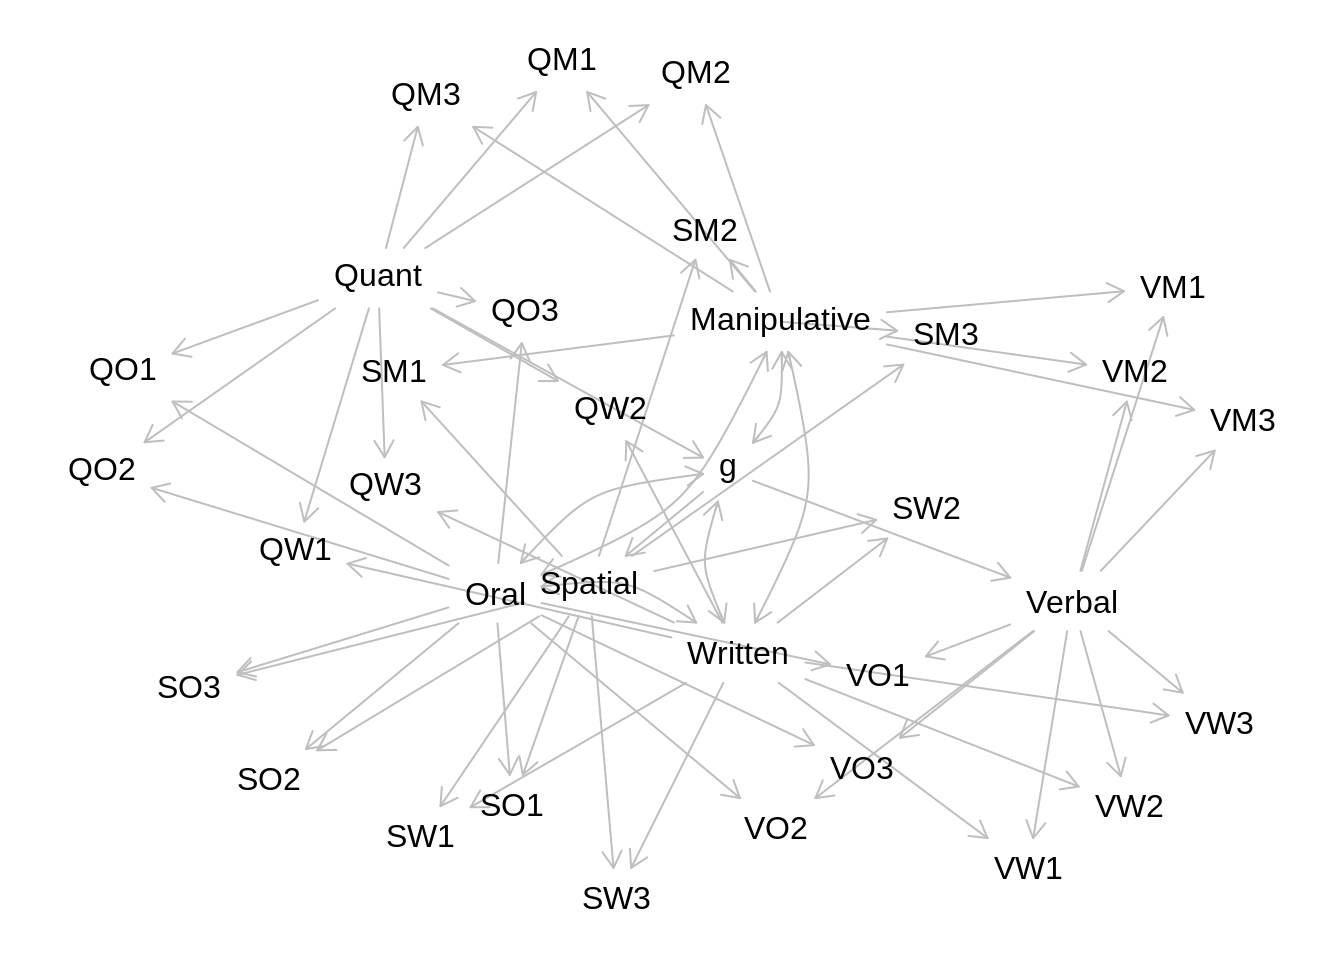 QM1
QM2
QM3
SM2
Quant
VM1
QO3
Manipulative
SM3
QO1
SM1
VM2
QW2
VM3
g
QO2
QW3
SW2
QW1
Spatial
Oral
Verbal
Written
VO1
SO3
VW3
VO3
SO2
SO1
VW2
VO2
SW1
VW1
SW3